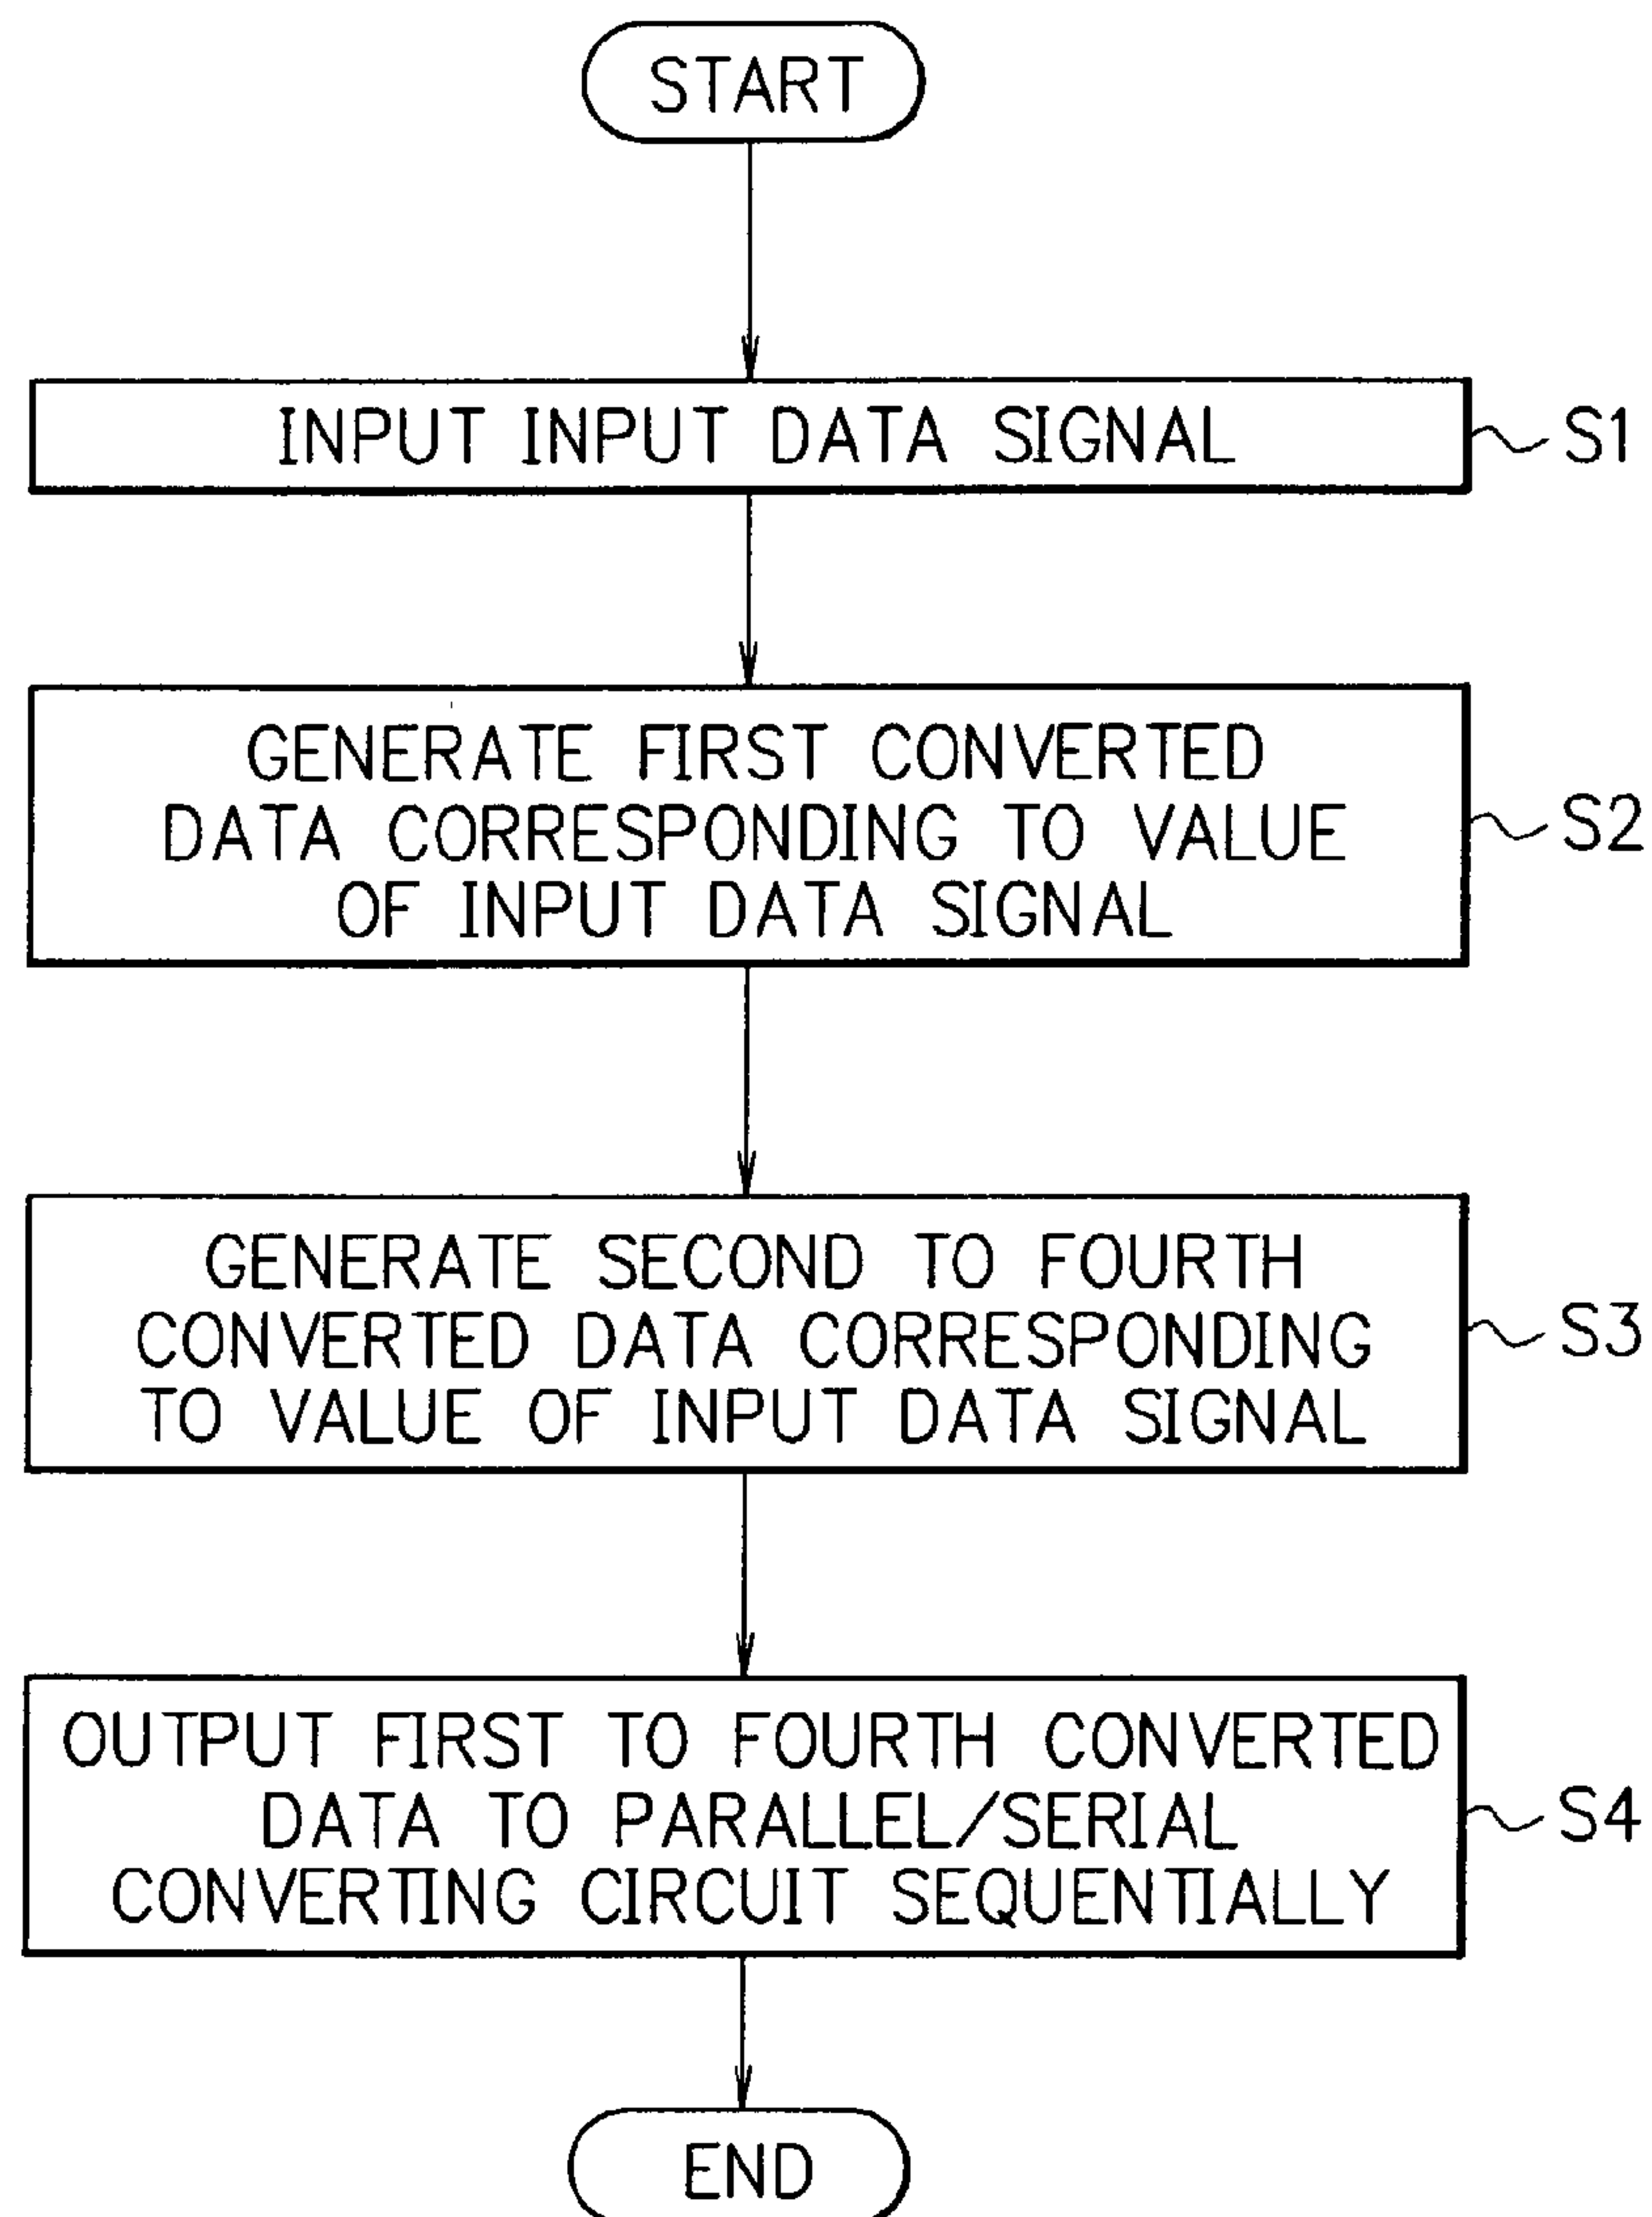 START
INPUT INPUT DATA SIGNAL
S1
GENERATE FIRST CONVERTED
DATA CORRESPONDING TO VALUE
OF INPUT DATA SIGNAL
S2
GENERATE SECOND TO FOURTH
CONVERTED DATA CORRESPONDING
TO VALUE OF INPUT DATA SIGNAL
S3
OUTPUT FIRST TO FOURTH CONVERTED
DATA TO PARALLEL/SERIAL
CONVERTING CIRCUIT SEQUENTIALLY
S4
END